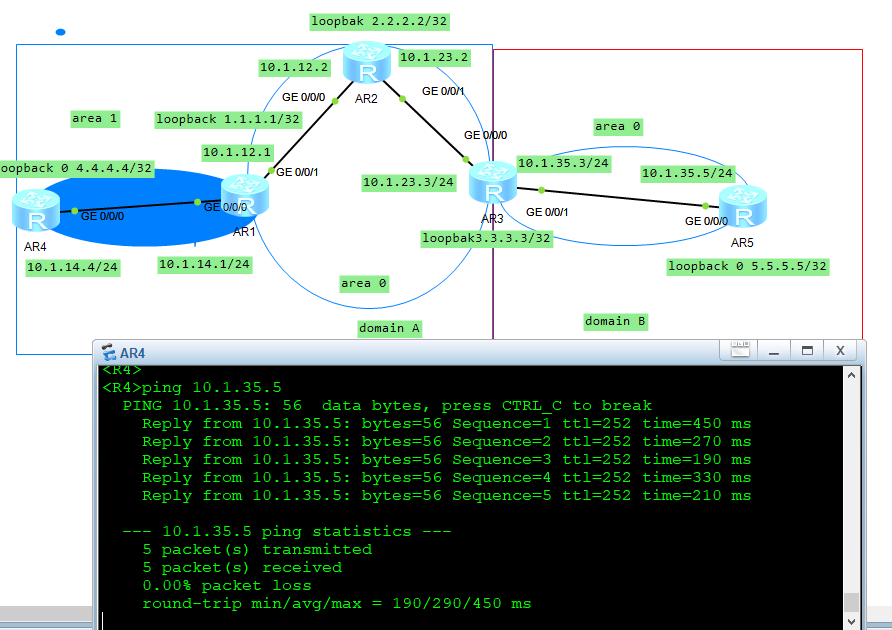 loopbak 2.2.2.2/32
10.1.12.2
10.1.23.2
R
GE 0/0/0
AR2
GE 0/0/1
area 1
loopback 1.1.1.1/32
area 0
GE 0/0/0
10.1.12.1
10.1.35.3/24
oopback 0 4.4.4.4/32
GE 0/0/1
10.1.23.3/24
10.1.35.5/24
R
GE 0/0/0
GE 0/0/0
R
AR1
R
AR3
GE 0/0/1
GE 0/0/0
R
AR4
loopbak3.3.3.3/32
AR5
10.1.14.4/24
10.1.14.1/24
loopback 0 5.5.5.5/32
area 0
domain A
domain B
AR4
X
<R4>
<R4>ping 10.1.35.5
PING 10.1.35.5: 56 data bytes, press CTRL_C to break
Reply from 10.1.35.5: bytes=56 Sequence=1 ttl=252 time=450 ms
Reply from 10.1.35.5: bytes=56 Sequence=2 ttl=252 time=270 ms
Reply from 10.1.35.5: bytes=56 Sequence=3 ttl=252 time=190 ms
Reply from 10.1.35.5: bytes=56 Sequence=4 ttl=252 time=330 ms
Reply from 10.1.35.5: bytes=56 Sequence=5 ttl=252 time=210 ms
--- 10.1.35.5 ping statistics ---
5 packet(s) transmitted
5 packet(s) received
0.00% packet loss
round-trip min/avg/max = 190/290/450 ms